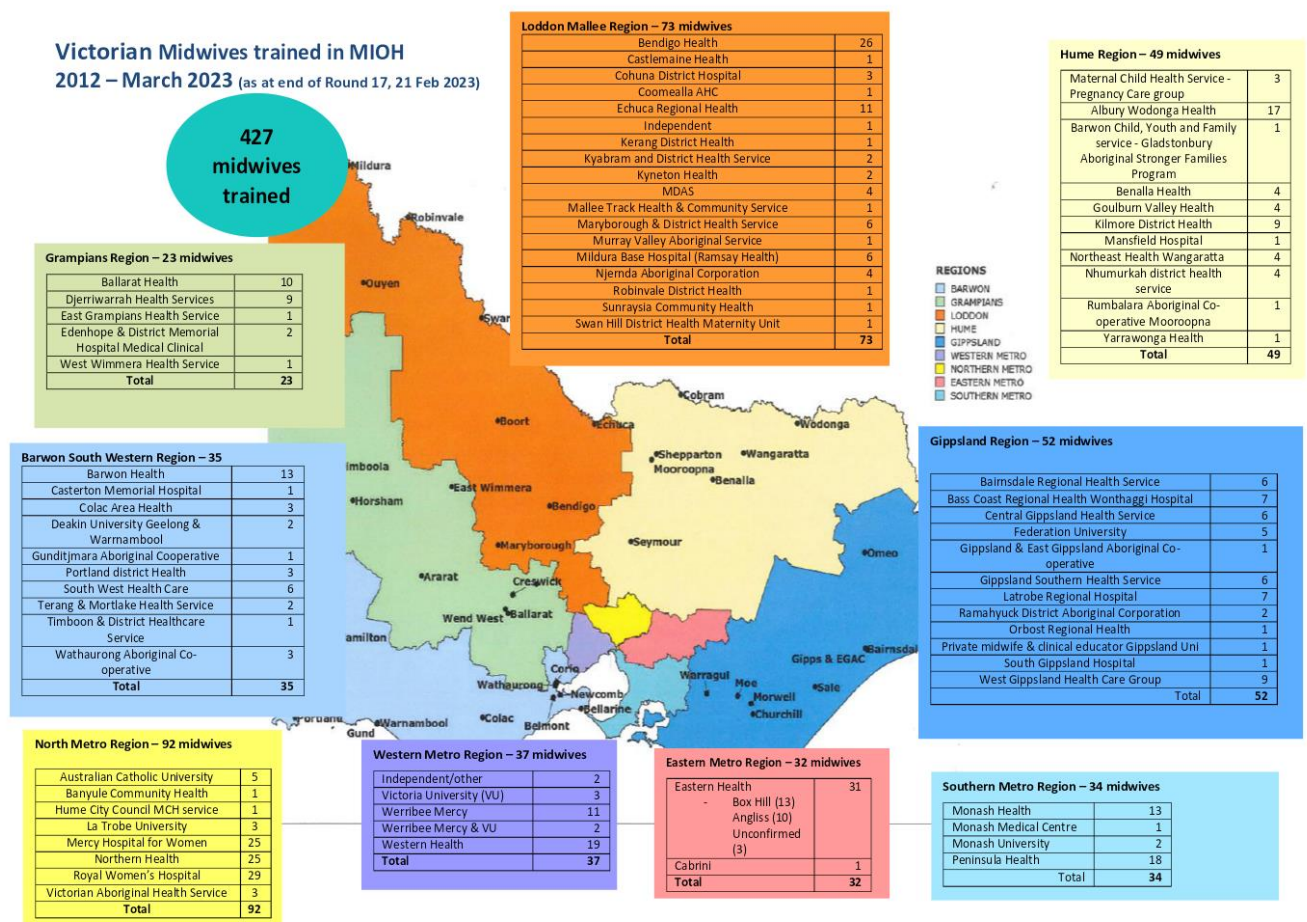 Victorian Midwives trained in MIOH
2012 – March 2023 (as at end of Round 17, 21 Feb 2023)
427
midwives
trained
Loddon Mallee Region – 73 midwives
Bendigo Health 26
Castlemaine Health 1
Cohuna District Hospital 3
Coomealla AHC 1
Echuca Regional Health 11
Independent 1
Kerang District Health 1
Kyabram and District Health Service 2
Kyneton Health 2
MDAS 4
Mallee Track Health & Community Service 1
Maryborough & District Health Service 6
Murray Valley Aboriginal Service 1
Mildura Base Hospital (Ramsay Health) 6
Njernda Aboriginal Corporation 4
Robinvale District Health 1
Sunraysia Community Health 1
Swan Hill District Health Maternity Unit 1
Total 73
Hume Region – 49 midwives
Maternal Child Health Service - 3
Pregnancy Care group
Albury Wodonga Health 17
Barwon Child, Youth and Family 1
service - Gladstonbury
Aboriginal Stronger Families
Program
Benalla Health 4
Goulburn Valley Health 4
Kilmore District Health 9
Mansfield Hospital 1
Northeast Health Wangaratta 4
Nhumurkah district health 4
service
Rumbalara Aboriginal Co- 1
operative Mooroopna
Yarrawonga Health 1
Total 49
Grampians Region – 23 midwives
Ballarat Health 10
Djerriwarrah Health Services 9
East Grampians Health Service 1
Edenhope & District Memorial 2
Hospital Medical Clinical
West Wimmera Health Service 1
Total 23
REGIONS
BARWON
GRAMPIANS
LODDON
HUME
GIPPSLAND
WESTERN METRO
NORTHERN METRO
EASTERN METRO
SOUTHERN METRO
Mildura
Robinvale
Ouyen
Swan
Boort
Echuca
Cobram
Wodonga
Shepparton
Mooroopna
Wangaratta
Benalla
imboola
Horsham
East Wimmera
Bendigo
Maryborough
Seymour
Omeo
Ararat
Creswick
Wend West
Ballarat
amilton
Gipps & EGAC
Bairnsdal
Warragul
Moe
Morwell
Sale
Churchill
Corio
Wathaurong
Newcomb
Bellarine
Belmont
Colac
Portland
Gund
Warnambool
Barwon South Western Region – 35
Barwon Health 13
Casterton Memorial Hospital 1
Colac Area Health 3
Deakin University Geelong & 2
Warrnambool
Gunditjmara Aboriginal Cooperative 1
Portland district Health 3
South West Health Care 6
Terang & Mortlake Health Service 2
Timboon & District Healthcare 1
Service
Wathaurong Aboriginal Co- 3
operative
Total 35
Gippsland Region – 52 midwives
Bairnsdale Regional Health Service 6
Bass Coast Regional Health Wonthaggi Hospital 7
Central Gippsland Health Service 6
Federation University 5
Gippsland & East Gippsland Aboriginal Co- 1
operative
Gippsland Southern Health Service 6
Latrobe Regional Hospital 7
Ramahyuck District Aboriginal Corporation 2
Orbost Regional Health 1
Private midwife & clinical educator Gippsland Uni 1
South Gippsland Hospital 1
West Gippsland Health Care Group 9
Total 52
North Metro Region – 92 midwives
Australian Catholic University 5
Banyule Community Health 1
Hume City Council MCH service 1
La Trobe University 3
Mercy Hospital for Women 25
Northern Health 25
Royal Women's Hospital 29
Victorian Aboriginal Health Service 3
Total 92
Western Metro Region – 37 midwives
Independent/other 2
Victoria University (VU) 3
Werribee Mercy 11
Werribee Mercy & VU 2
Western Health 19
Total 37
Eastern Metro Region – 32 midwives
Eastern Health 31
- Box Hill (13)
Angliss (10)
Unconfirmed
(3)
Cabrini 1
Total 32
Southern Metro Region – 34 midwives
Monash Health 13
Monash Medical Centre 1
Monash University 2
Peninsula Health 18
Total 34